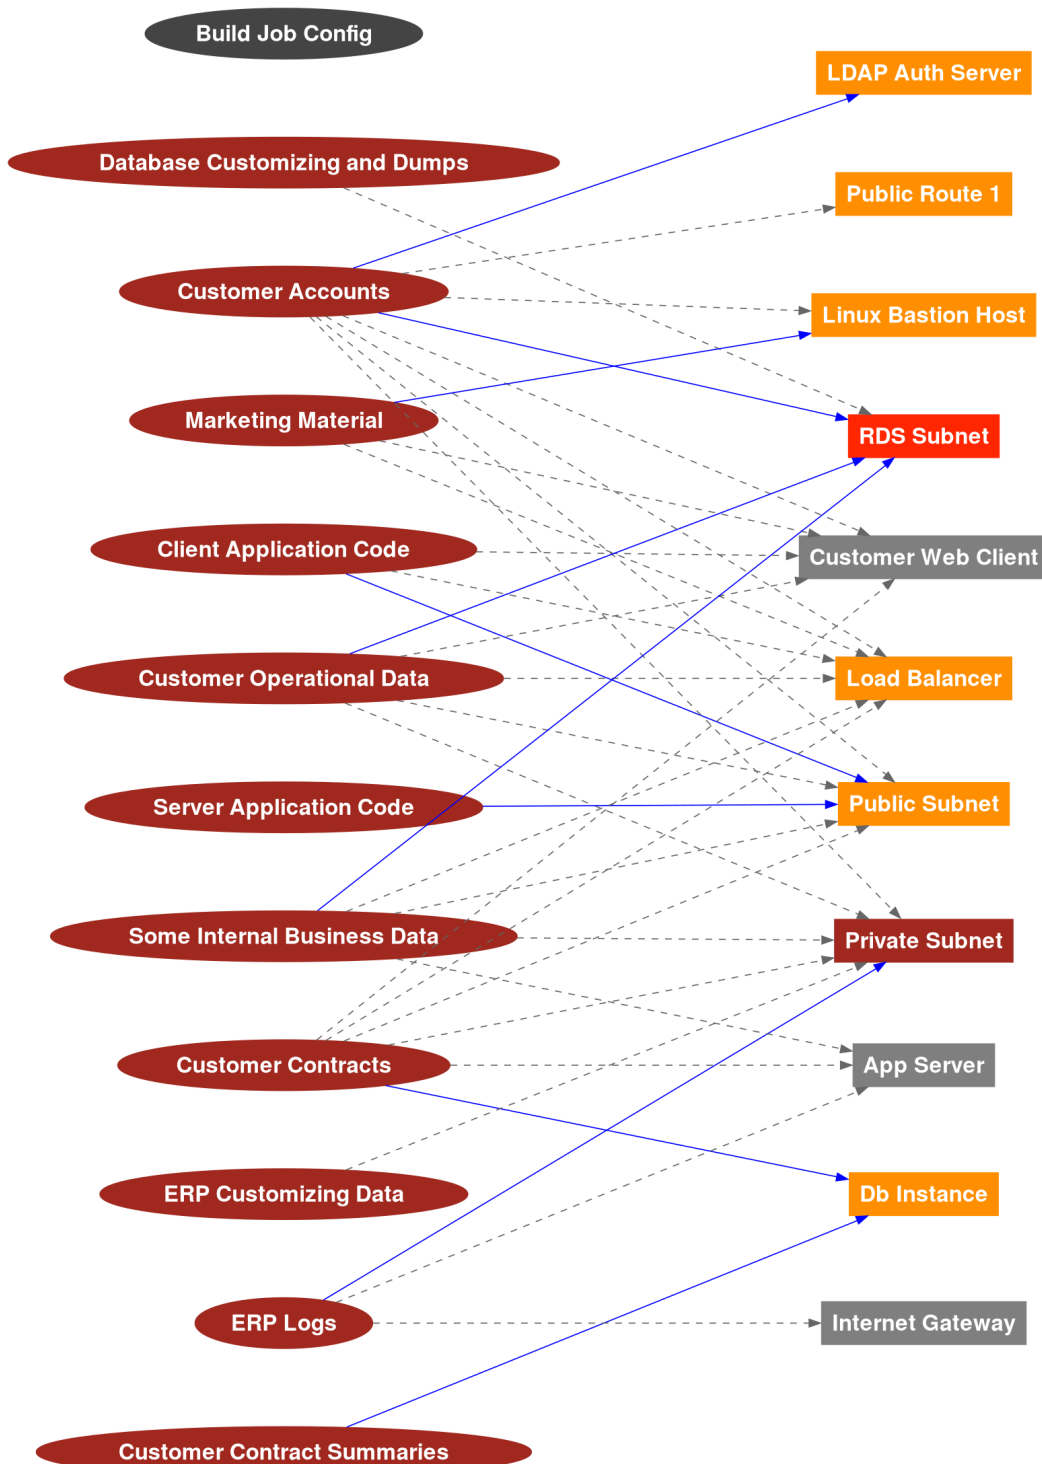 Build Job Config
LDAP Auth Server
Database Customizing and Dumps
Public Route 1
Customer Accounts
Linux Bastion Host
Marketing Material
RDS Subnet
Client Application Code
Customer Web Client
Customer Operational Data
Load Balancer
Server Application Code
Public Subnet
Some Internal Business Data
Private Subnet
Customer Contracts
App Server
ERP Customizing Data
Db Instance
ERP Logs
Internet Gateway
Customer Contract Summaries